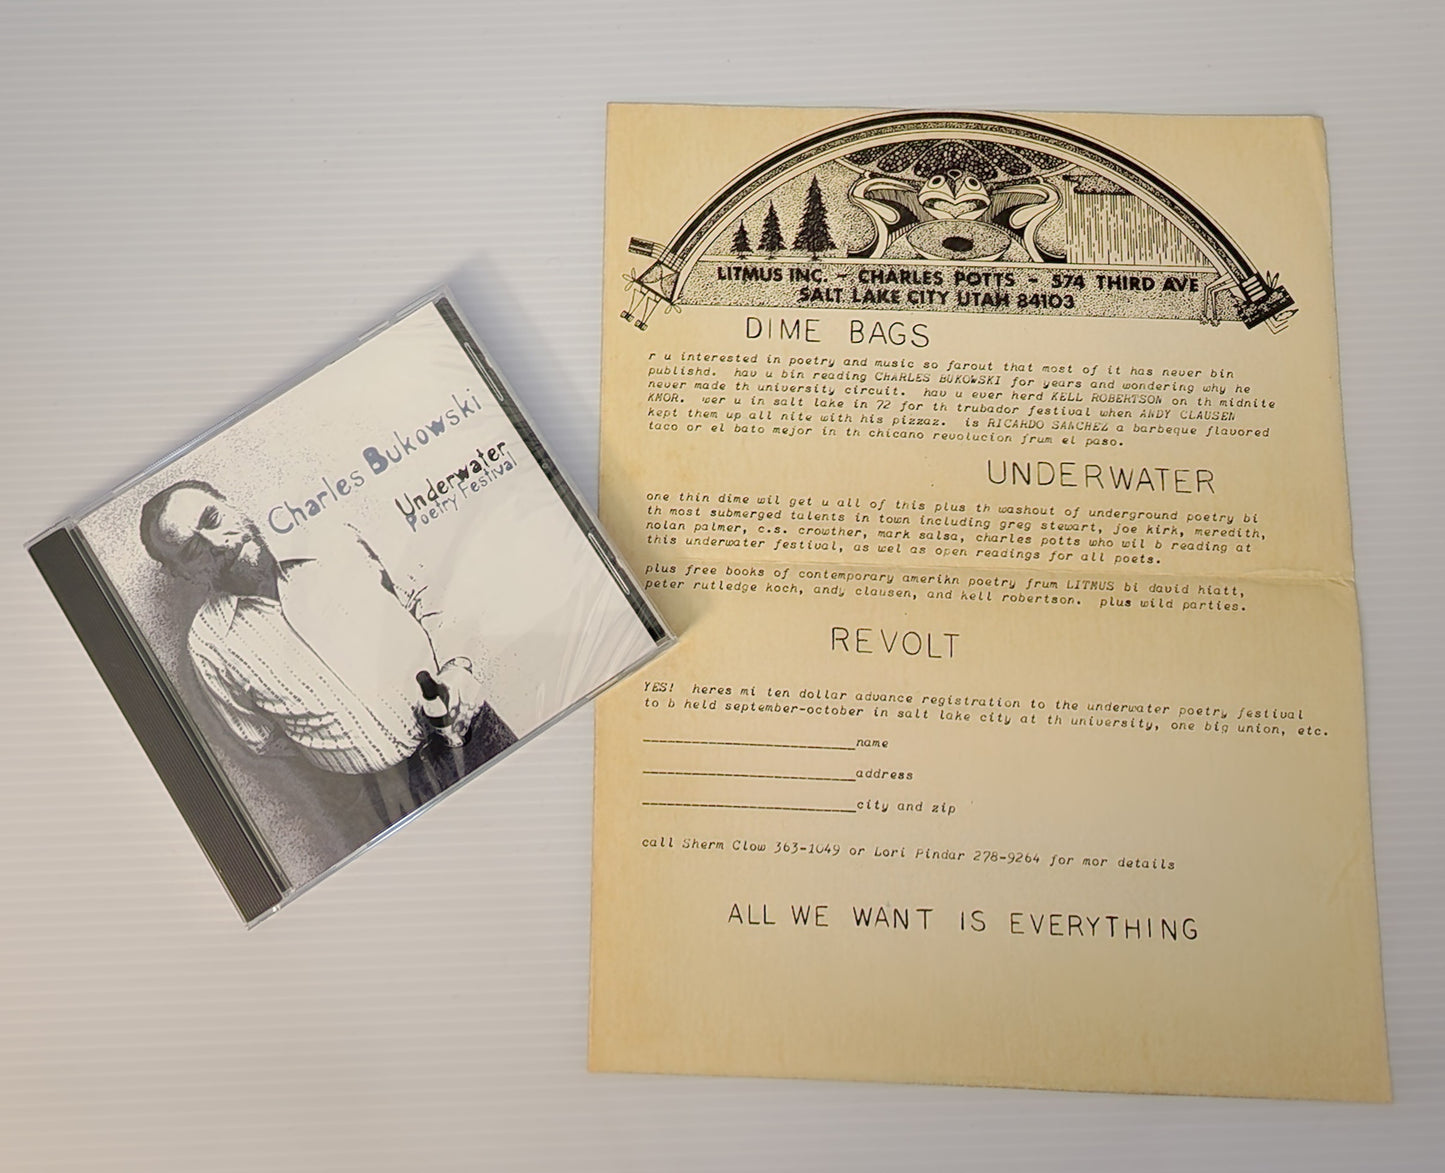 Charles Bukowski
Underwater
Poetry Festival
LITMUS INC. - CHARLES POTTS - 574 THIRD AVE
SALT LAKE CITY UTAH 84103
DIME BAGS
r u interested in poetry and music so farout that most of it has never bin
publishd. hav u bin reading CHARLES BUKOWSKI for years and wondering why he
never made th university circuit. hav u ever herd KELL ROBERTSON on th midnite
KMOR. wer u in salt lake in 72 for th trubador festival when ANDY CLAUSEN
kept them up all nite with his pizzaz. is RICARDO SANCHEZ a barbeque flavored
taco or el bato mejor in th chicano revolucion frum el paso.
UNDERWATER
one thin dime wil get u all of this plus th washout of underground poetry bi
th most submerged talents in town including greg stewart, joe kirk, meredith,
nolan palmer, c.s. crowther, mark salsa, charles potts who wil b reading at
this underwater festival, as wel as open readings for all poets.
plus free books of contemporary amerikn poetry frum LITMUS bi david hiatt,
peter rutledge koch, andy clausen, and kell robertson. plus wild parties.
REVOLT
YES! heres mi ten dollar advance registration to the underwater poetry festival
to b held september-october in salt lake city at th university, one big union, etc.
__________________________name
__________________________address
__________________________city and zip
call Sherm Clow 363-1049 or Lori Pindar 278-9264 for mor details
ALL WE WANT IS EVERYTHING